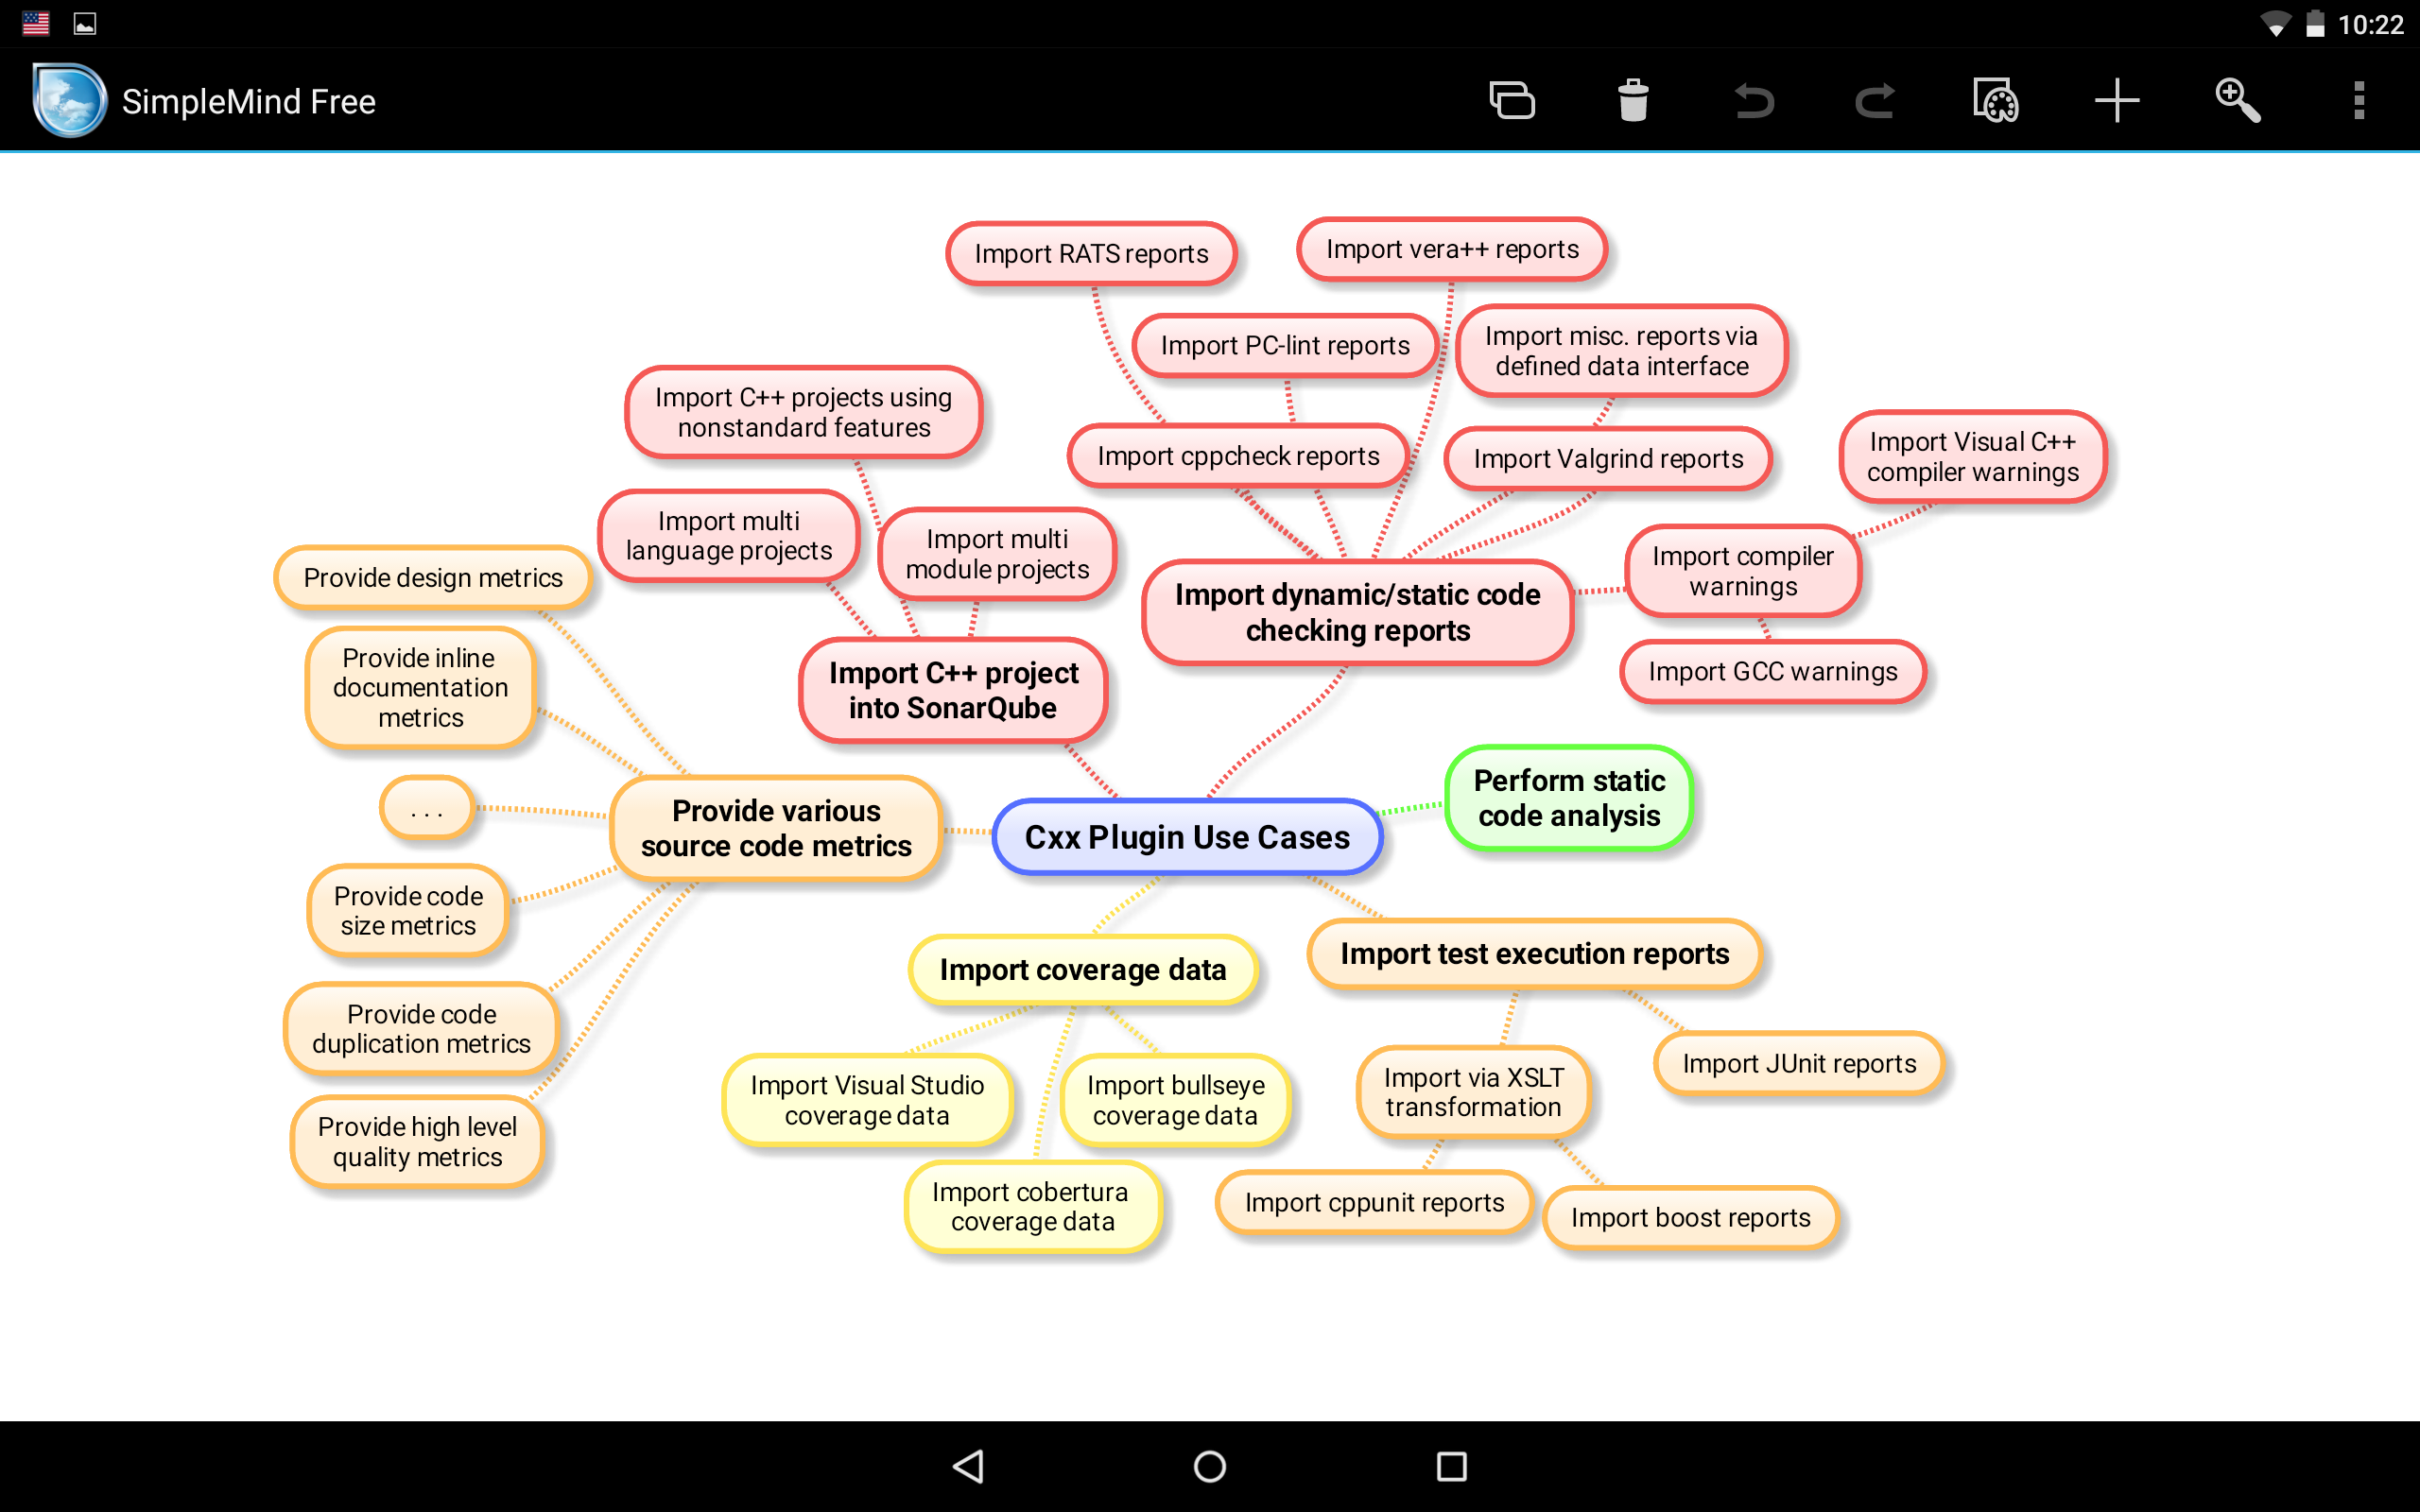 10:22
SimpleMind Free
Import RATS reports
Import vera++ reports
Import PC-lint reports
Import misc. reports via
defined data interface
Import C++ projects using
nonstandard features
Import cppcheck reports
Import Valgrind reports
Import Visual C++
compiler warnings
Import multi
language projects
Import multi
module projects
Import compiler
warnings
Provide design metrics
Import dynamic/static code
checking reports
Import GCC warnings
Provide inline
documentation
metrics
Import C++ project
into SonarQube
Perform static
code analysis
. . .
Provide various
source code metrics
Cxx Plugin Use Cases
Provide code
size metrics
Import coverage data
Import test execution reports
Provide code
duplication metrics
Import Visual Studio
coverage data
Import bullseye
coverage data
Import via XSLT
transformation
Import JUnit reports
Provide high level
quality metrics
Import cobertura
coverage data
Import cppunit reports
Import boost reports